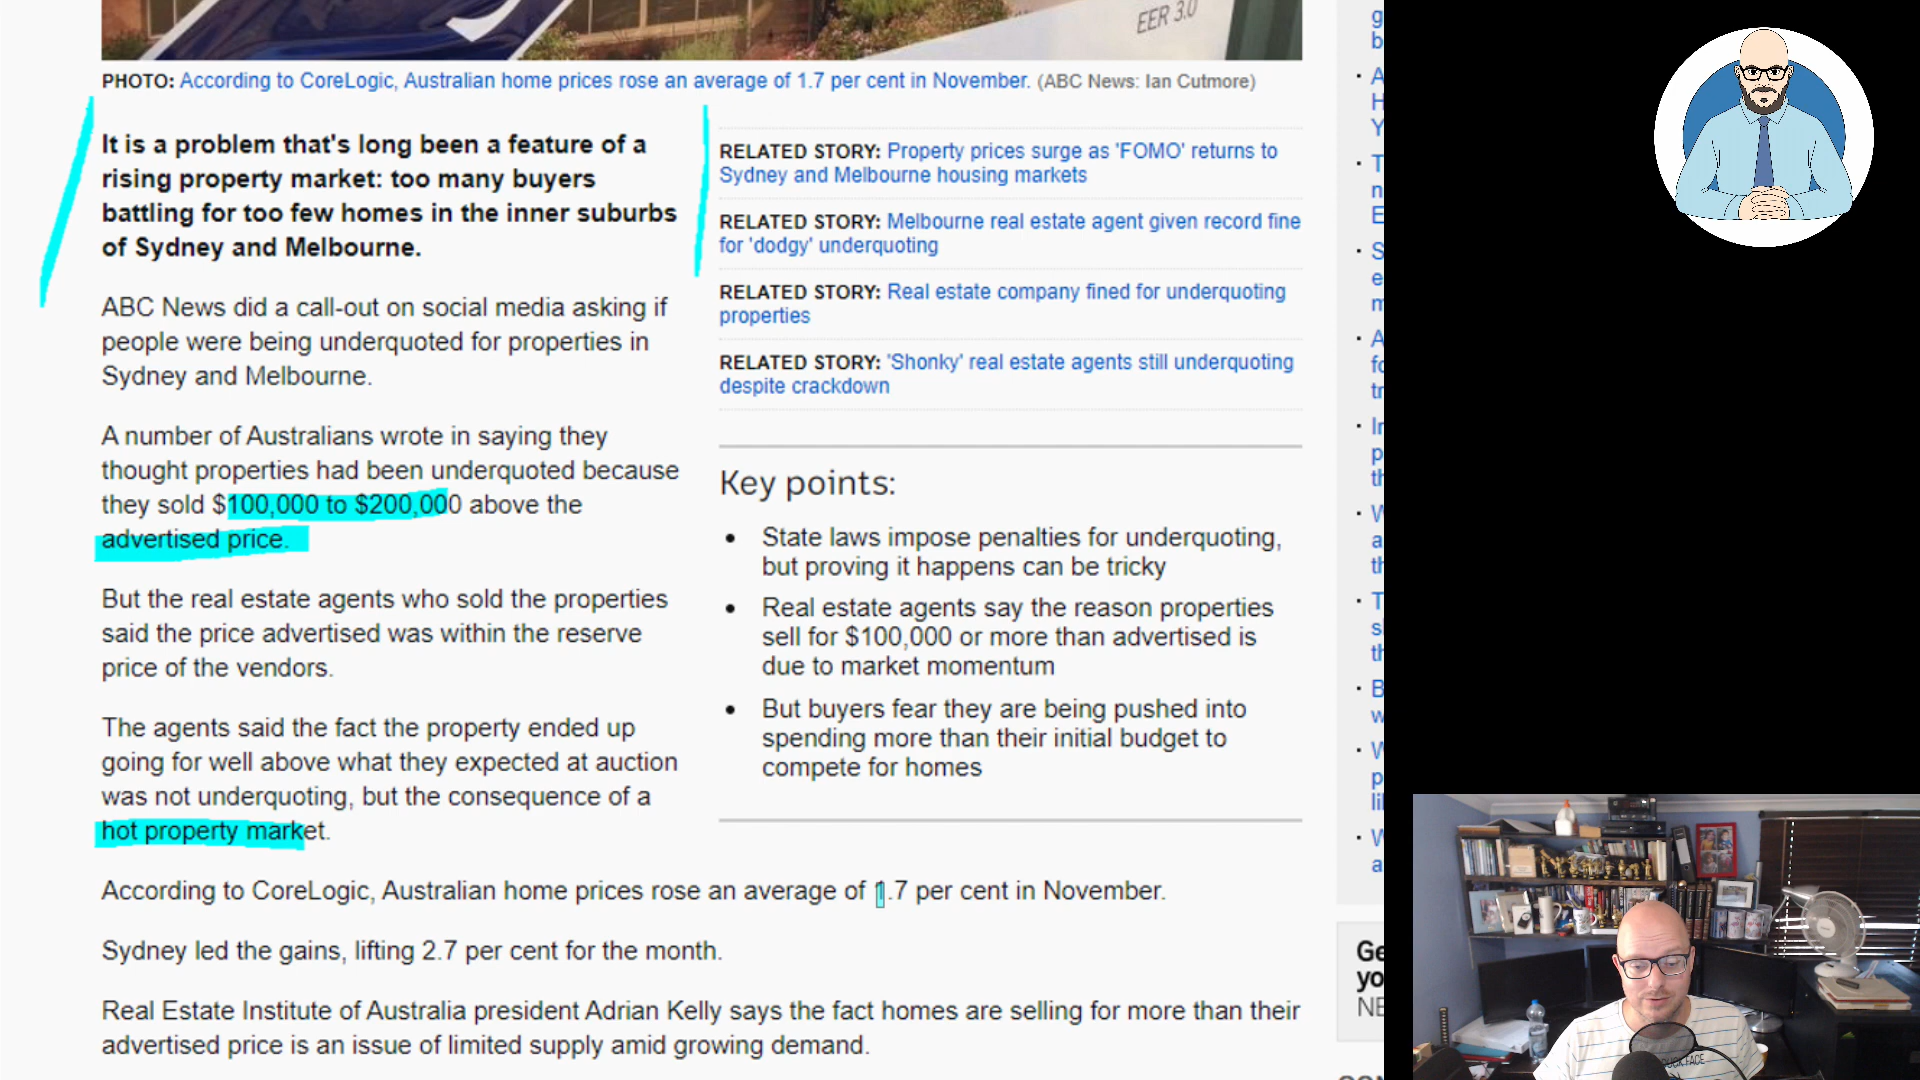 EER 3.0
PHOTO: According to CoreLogic, Australian home prices rose an average of 1.7 per cent in November. (ABC News: Ian Cutmore)
It is a problem that's long been a feature of a
rising property market: too many buyers
battling for too few homes in the inner suburbs
of Sydney and Melbourne.
ABC News did a call-out on social media asking if
people were being underquoted for properties in
Sydney and Melbourne.
A number of Australians wrote in saying they
thought properties had been underquoted because
they sold $100,000 to $200,000 above the
advertised price.
But the real estate agents who sold the properties
said the price advertised was within the reserve
price of the vendors.
The agents said the fact the property ended up
going for well above what they expected at auction
was not underquoting, but the consequence of a
hot property market.
RELATED STORY: Property prices surge as 'FOMO' returns to
Sydney and Melbourne housing markets
RELATED STORY: Melbourne real estate agent given record fine
for 'dodgy' underquoting
RELATED STORY: Real estate company fined for underquoting
properties
RELATED STORY: 'Shonky' real estate agents still underquoting
despite crackdown
Key points:
• State laws impose penalties for underquoting,
but proving it happens can be tricky
• Real estate agents say the reason properties
sell for $100,000 or more than advertised is
due to market momentum
• But buyers fear they are being pushed into
spending more than their initial budget to
compete for homes
According to CoreLogic, Australian home prices rose an average of 1.7 per cent in November.
Sydney led the gains, lifting 2.7 per cent for the month.
Real Estate Institute of Australia president Adrian Kelly says the fact homes are selling for more than their
advertised price is an issue of limited supply amid growing demand.